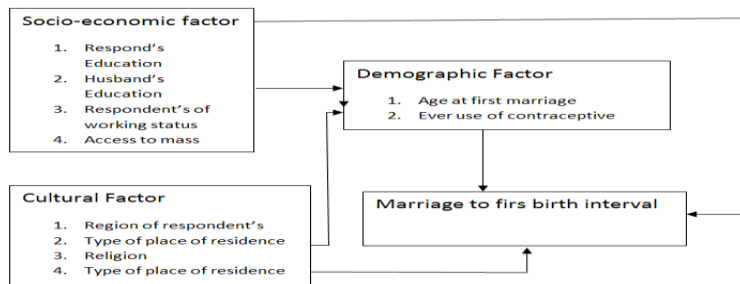 Socio-economic factor
1. Respond's
Education
2. Husband's
Education
3. Respondent's of
working status
4. Access to mass
Demographic Factor
1. Age at first marriage
2. Ever use of contraceptive
Cultural Factor
1. Region of respondent's
2. Type of place of residence
3. Religion
4. Type of place of residence
Marriage to firs birth interval